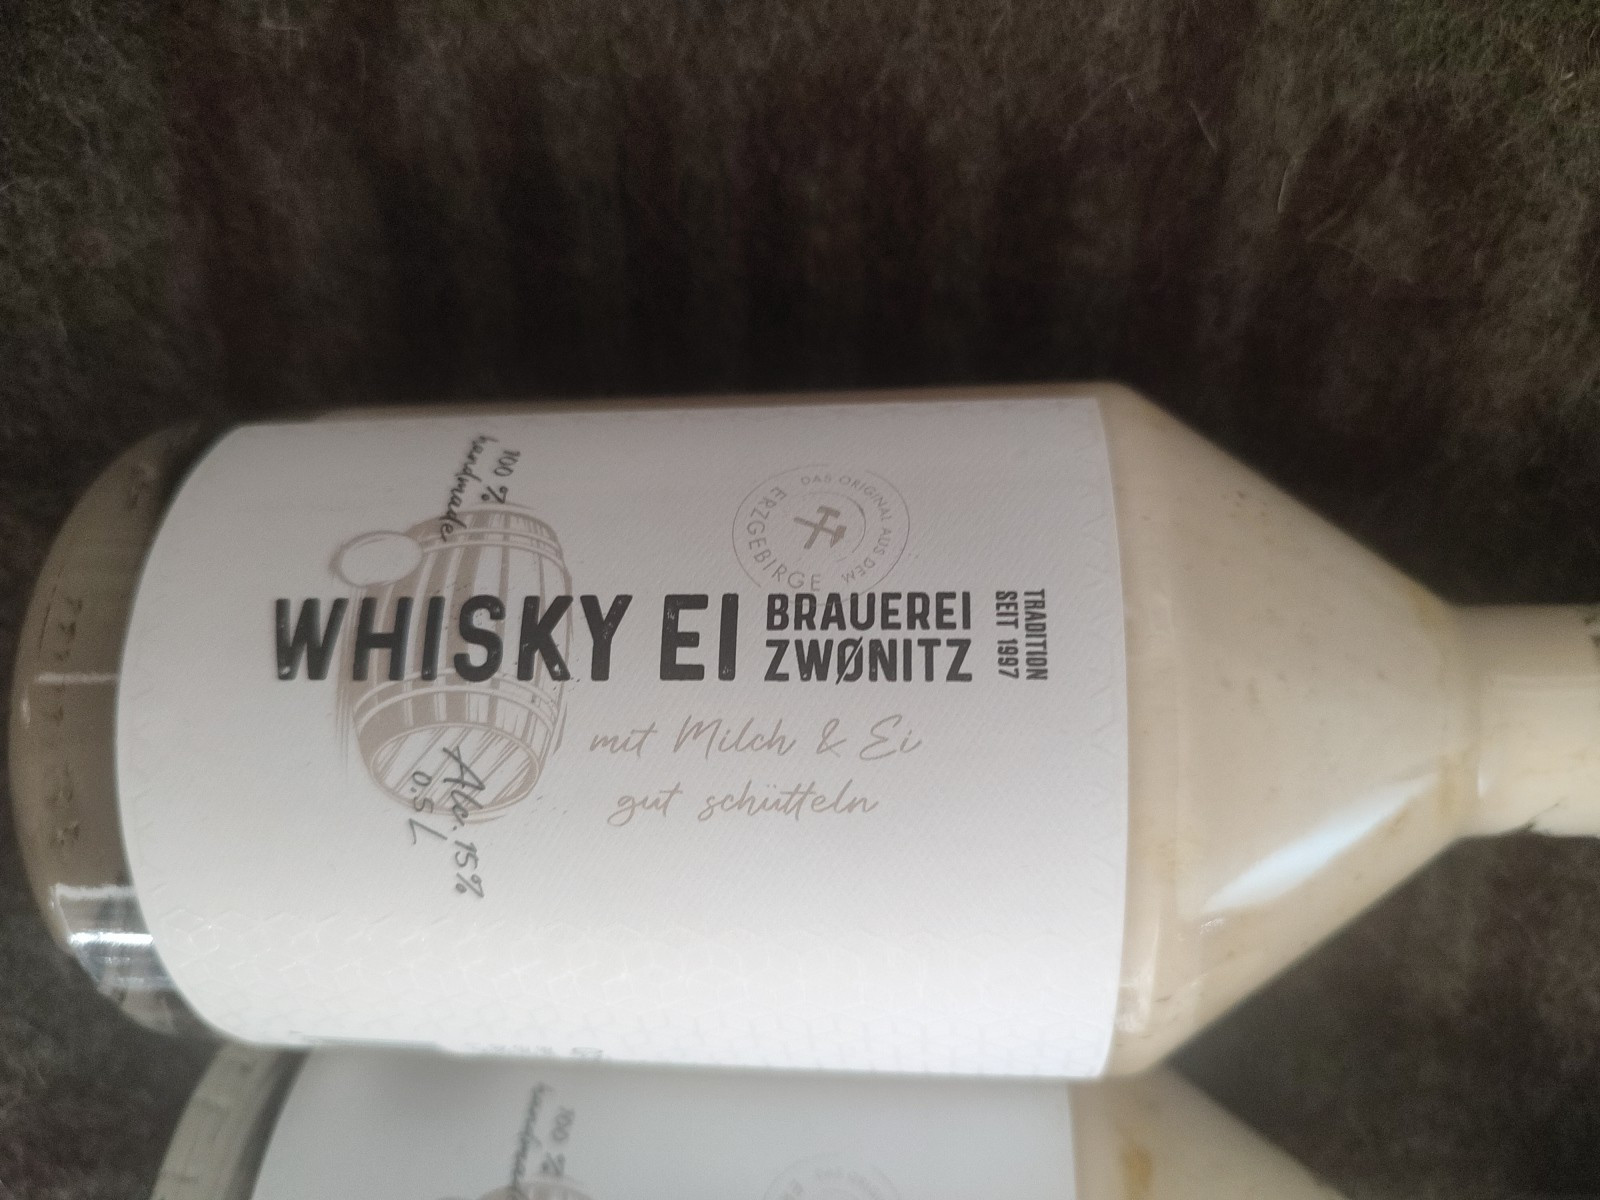 WHISKY EI
BRAUEREI
ZWØNITZ
TRADITION
SEIT 1997
DAS ORIGINAL AUS DEM
ERZGEBIRGE
mit Milch & Ei
gut schütteln
100 %
handmade
Alc. 15%
0.5 L
100 %